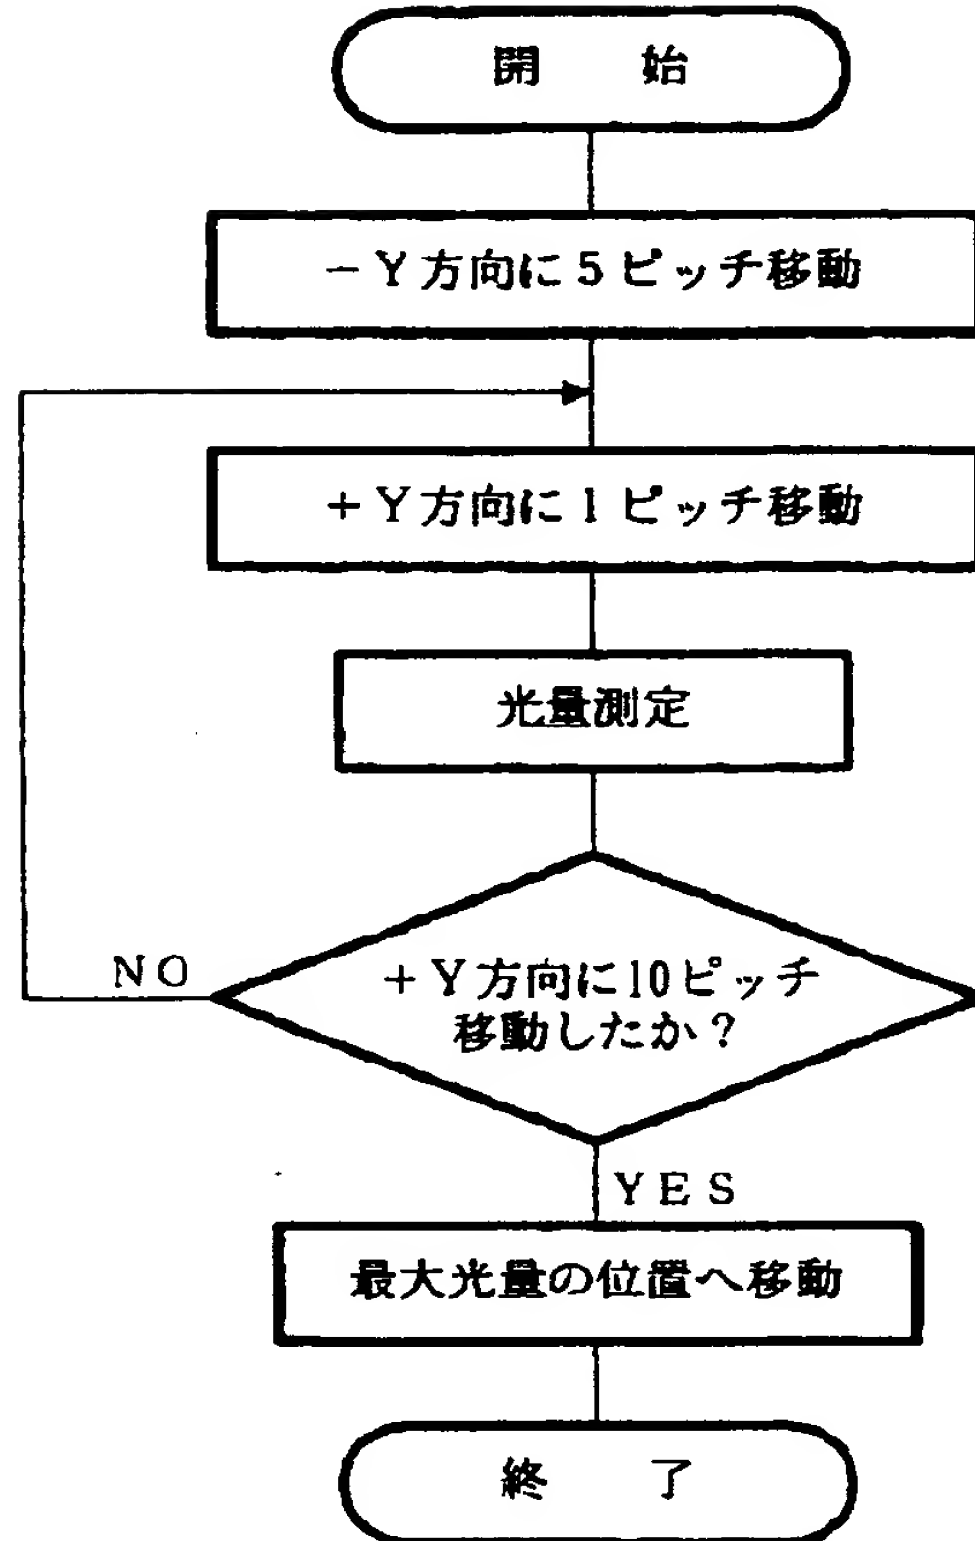 開始
－Y方向に5ピッチ移動
＋Y方向に1ピッチ移動
光量測定
NO
＋Y方向に10ピッチ
移動したか？
YES
最大光量の位置へ移動
終了